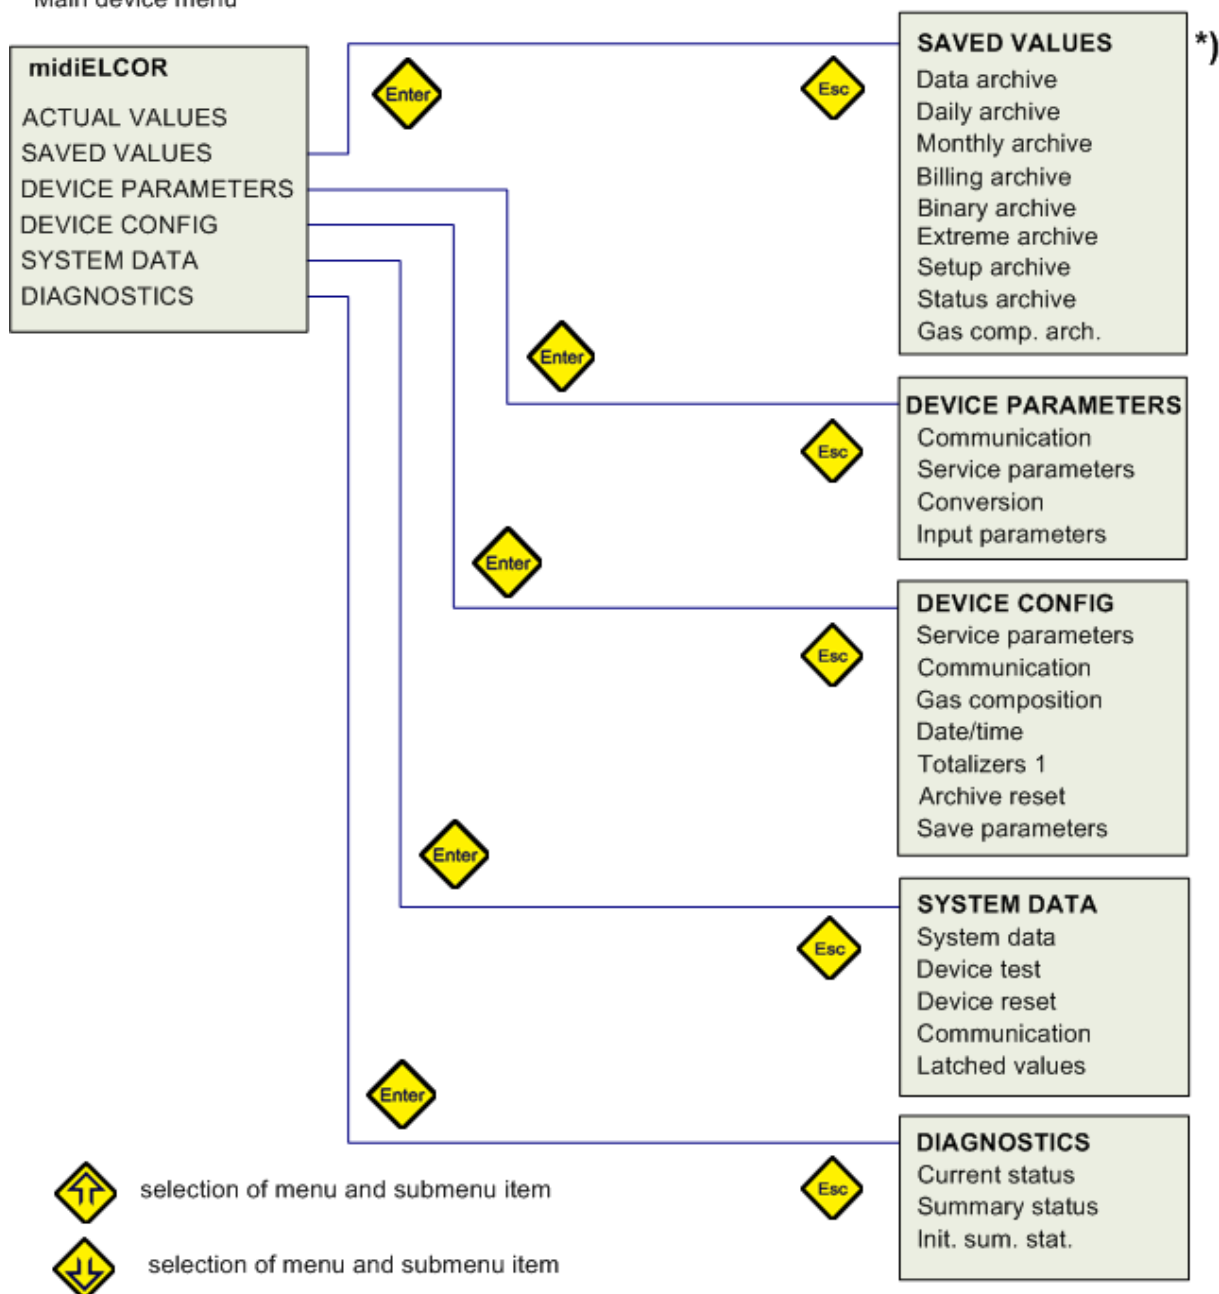 Main device menu
midiELCOR
ACTUAL VALUES
SAVED VALUES
DEVICE PARAMETERS
DEVICE CONFIG
SYSTEM DATA
DIAGNOSTICS
Enter
Esc
SAVED VALUES *)
Data archive
Daily archive
Monthly archive
Billing archive
Binary archive
Extreme archive
Setup archive
Status archive
Gas comp. arch.
Enter
Esc
DEVICE PARAMETERS
Communication
Service parameters
Conversion
Input parameters
Enter
Esc
DEVICE CONFIG
Service parameters
Communication
Gas composition
Date/time
Totalizers 1
Archive reset
Save parameters
Enter
Esc
SYSTEM DATA
System data
Device test
Device reset
Communication
Latched values
Enter
Esc
DIAGNOSTICS
Current status
Summary status
Init. sum. stat.
selection of menu and submenu item
selection of menu and submenu item